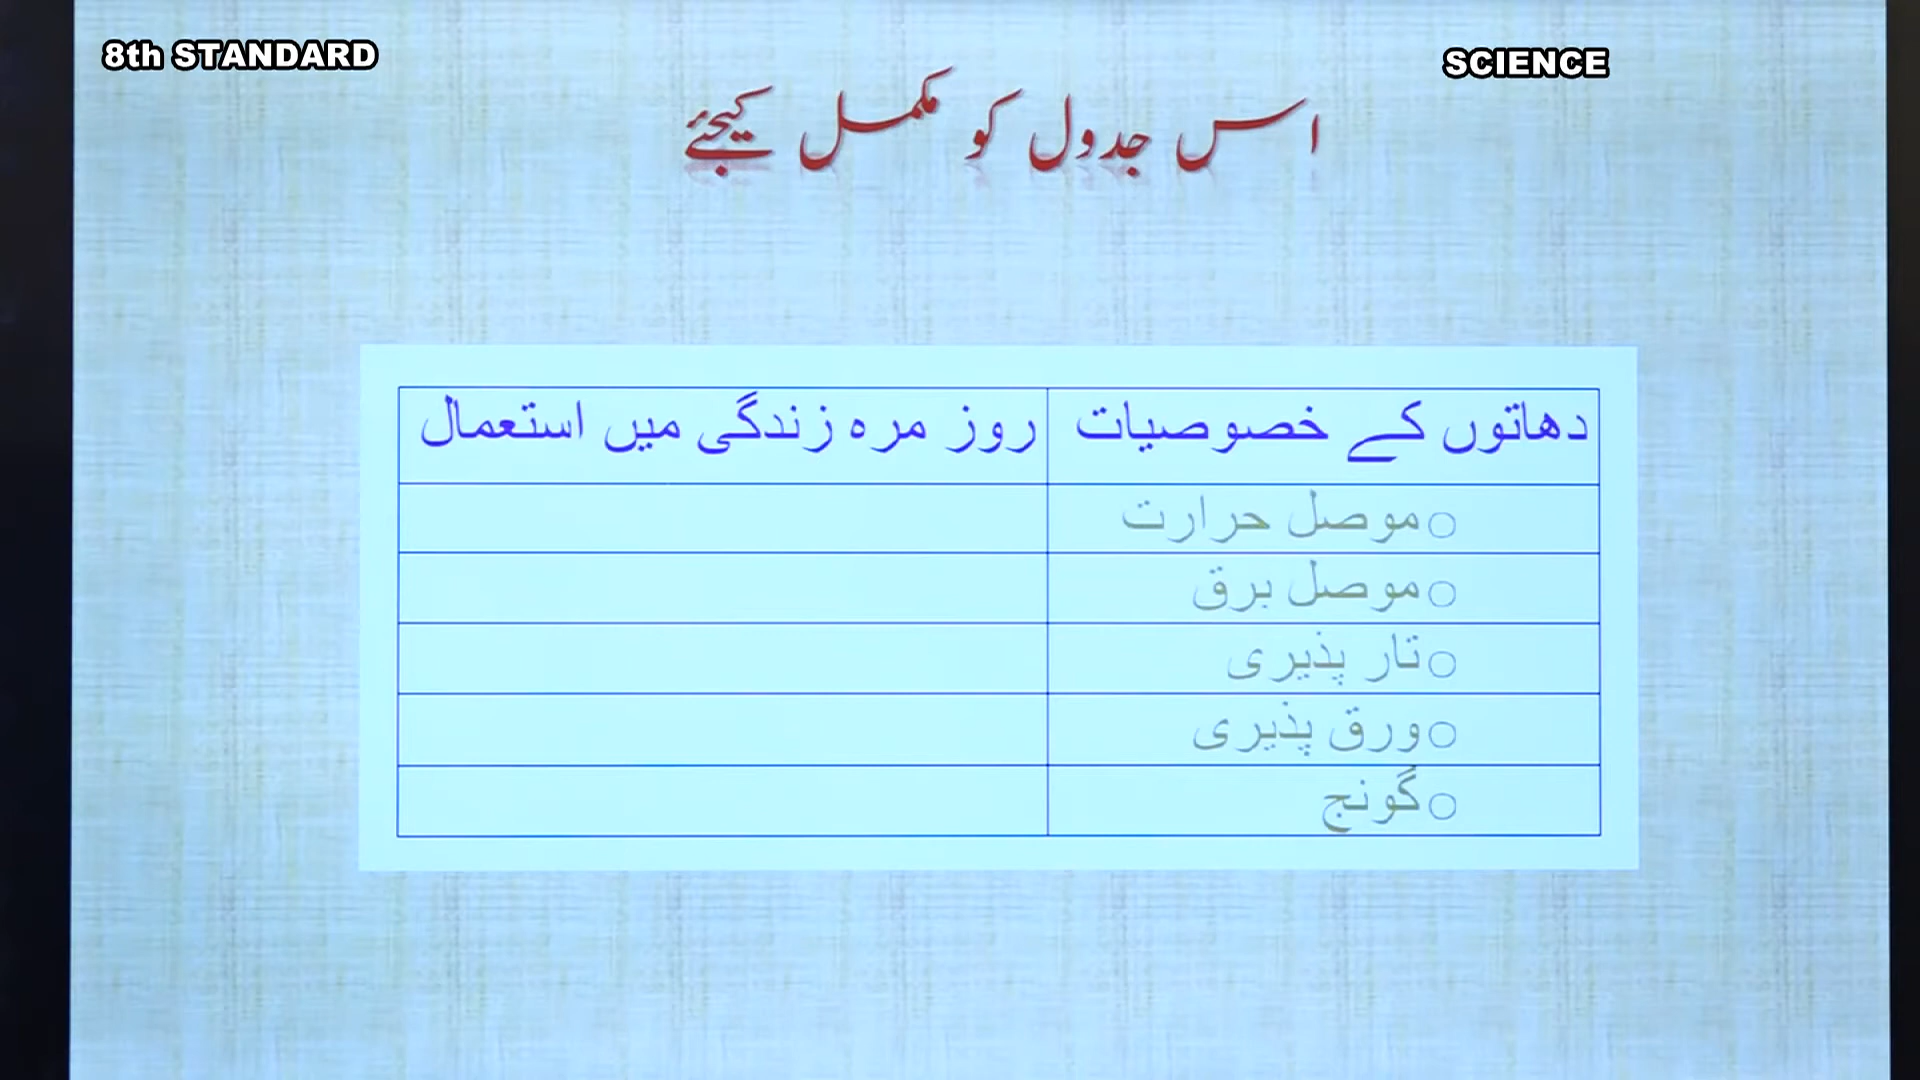 8th STANDARD
SCIENCE
اس جدول کو مکمل کیجئے
دھاتوں کے خصوصیات روز مرہ زندگی میں استعمال
موصل حرارت
موصل برق
تار پذیری
ورق پذیری
گونج